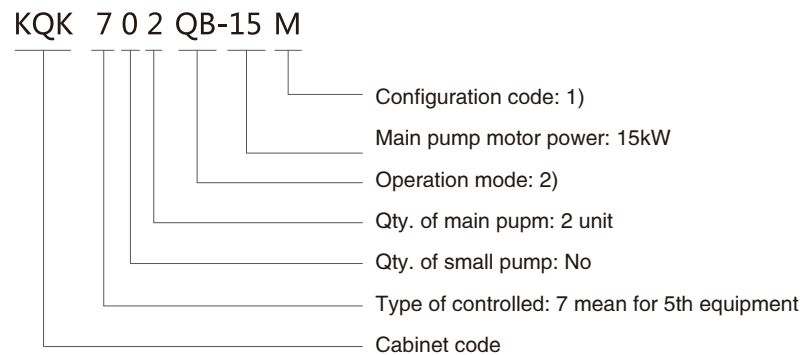 KQK 7 0 2 QB-15 M
Configuration code: 1)
Main pump motor power: 15kW
Operation mode: 2)
Qty. of main pupm: 2 unit
Qty. of small pump: No
Type of controlled: 7 mean for 5th equipment
Cabinet code